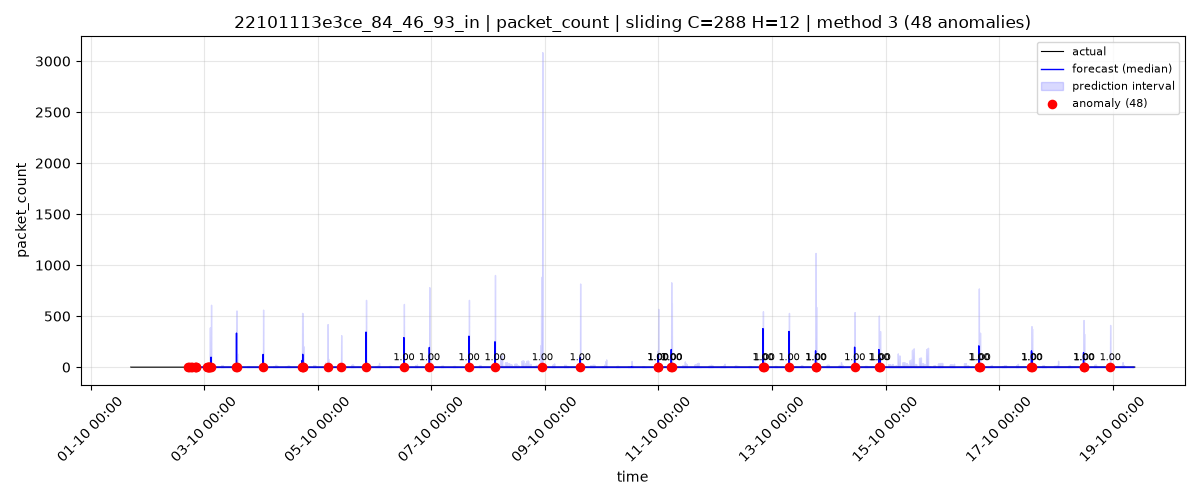 22101113e3ce_84_46_93_in | packet_count | sliding C=288 H=12 | method 3 (48 anomalies)
actual
forecast (median)
prediction interval
anomaly (48)
packet_count
3000
2500
2000
1500
1000
500
0
1.00 1.00 1.00 1.00 1.00 1.00 1.00 1.00 1.00 1.00 1.00 1.00 1.00 1.00 1.00 1.00 1.00
01-10 00:00
03-10 00:00
05-10 00:00
07-10 00:00
09-10 00:00
11-10 00:00
13-10 00:00
15-10 00:00
17-10 00:00
19-10 00:00
time